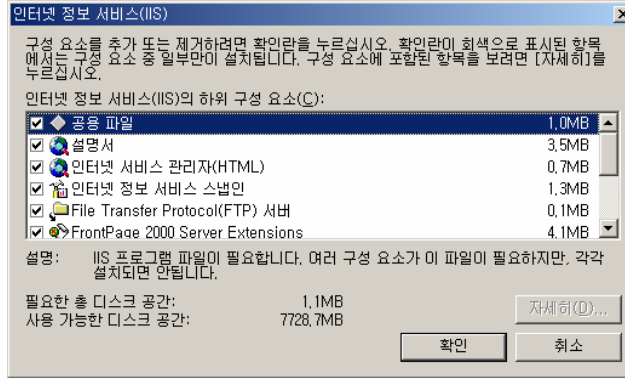 인터넷 정보 서비스(IIS)
구성 요소를 추가 또는 제거하려면 확인란을 누르십시오. 확인란이 회색으로 표시된 항목
에서는 구성 요소 중 일부만이 설치됩니다. 구성 요소에 포함된 항목을 보려면 [자세히]를
누르십시오.
인터넷 정보 서비스(IIS)의 하위 구성 요소(C):
공용 파일 1.0MB
설명서 3.5MB
인터넷 서비스 관리자(HTML) 0.7MB
인터넷 정보 서비스 스냅인 1.3MB
File Transfer Protocol(FTP) 서버 0.1MB
FrontPage 2000 Server Extensions 4.1MB
설명: IIS 프로그램 파일이 필요합니다. 여러 구성 요소가 이 파일이 필요하지만, 각각
설치되면 안됩니다.
필요한 총 디스크 공간: 1.1MB
사용 가능한 디스크 공간: 7728.7MB
자세히(D)...
확인 취소